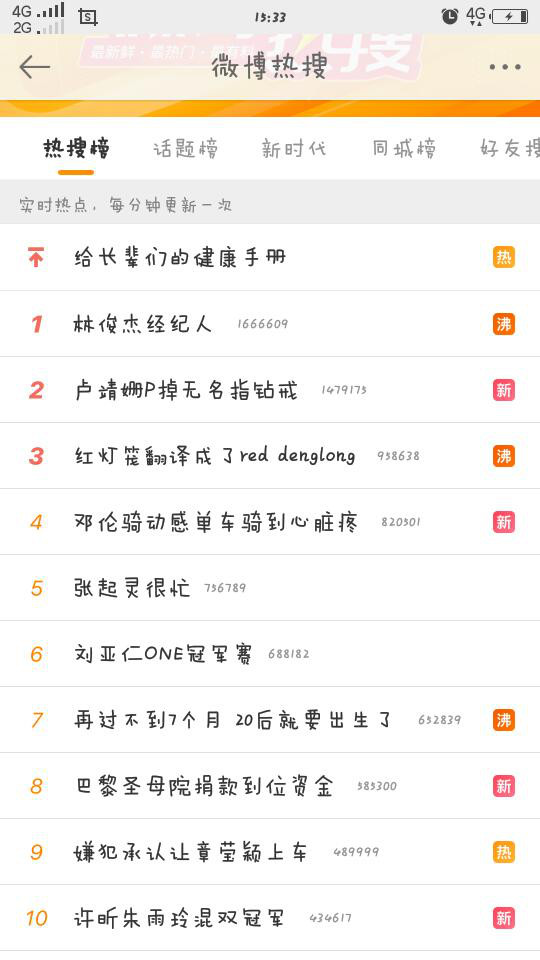 4G
2G
15:33
4G
最新鲜·最热门·最有料
微博热搜
热搜榜 话题榜 新时代 同城榜 好友搜
实时热点，每分钟更新一次
给长辈们的健康手册 热
1 林俊杰经纪人 1666609 沸
2 卢靖姗P掉无名指钻戒 1479175 新
3 红灯笼翻译成了red denglong 958638 沸
4 邓伦骑动感单车骑到心脏疼 820501 新
5 张起灵很忙 756789
6 刘亚仁ONE冠军赛 688182
7 再过不到7个月 20后就要出生了 652839 沸
8 巴黎圣母院捐款到位资金 585300 新
9 嫌犯承认让章莹颖上车 489999 热
10 许昕朱雨玲混双冠军 434617 新